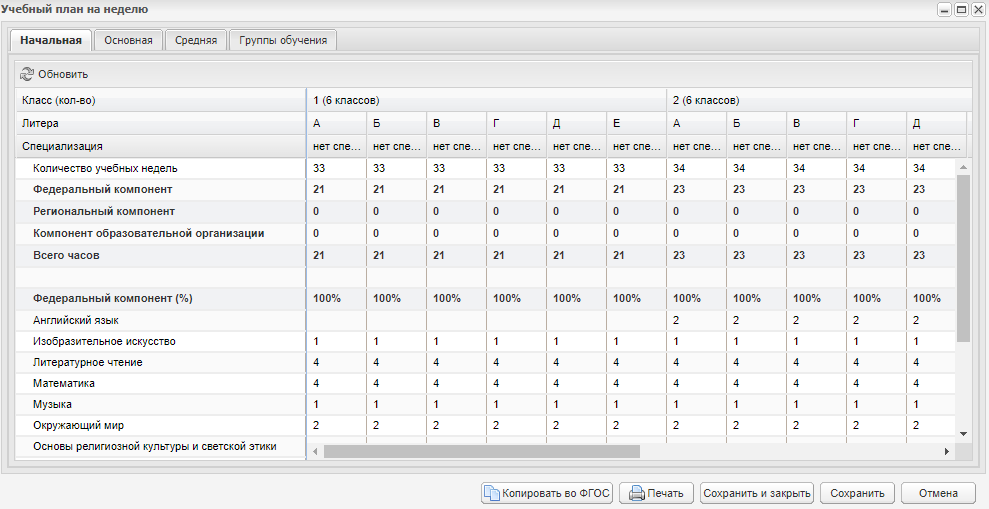 Учебный план на неделю
Начальная Основная Средняя Группы обучения
Обновить
Класс (кол-во) 1 (6 классов) 2 (6 классов)
Литера А Б В Г Д Е А Б В Г Д
Специализация нет спе... нет спе... нет спе... нет спе... нет спе... нет спе... нет спе... нет спе... нет спе... нет спе... нет спе...
Количество учебных недель 33 33 33 33 33 33 34 34 34 34 34
Федеральный компонент 21 21 21 21 21 21 23 23 23 23 23
Региональный компонент 0 0 0 0 0 0 0 0 0 0 0
Компонент образовательной организации 0 0 0 0 0 0 0 0 0 0 0
Всего часов 21 21 21 21 21 21 23 23 23 23 23
Федеральный компонент (%) 100% 100% 100% 100% 100% 100% 100% 100% 100% 100% 100%
Английский язык 2 2 2 2 2
Изобразительное искусство 1 1 1 1 1 1 1 1 1 1 1
Литературное чтение 4 4 4 4 4 4 4 4 4 4 4
Математика 4 4 4 4 4 4 4 4 4 4 4
Музыка 1 1 1 1 1 1 1 1 1 1 1
Окружающий мир 2 2 2 2 2 2 2 2 2 2 2
Основы религиозной культуры и светской этики
Копировать во ФГОС Печать Сохранить и закрыть Сохранить Отмена